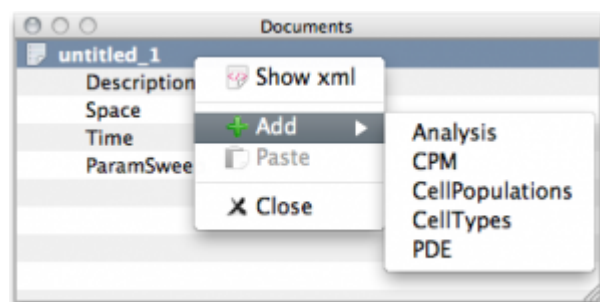 Documents
untitled_1
Description
Space
Time
ParamSwee
Show xml
Add
Paste
Close
Analysis
CPM
CellPopulations
CellTypes
PDE